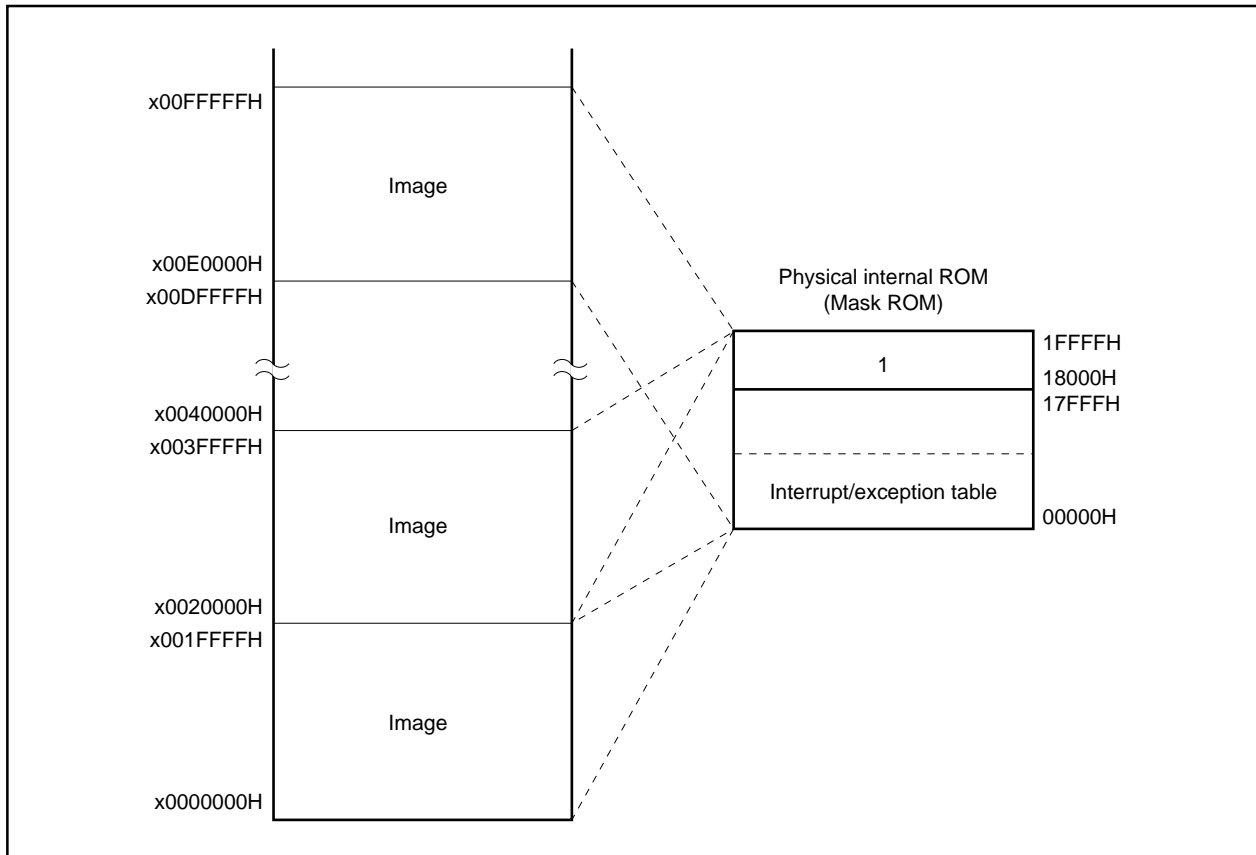 x00FFFFFH
Image
x00E0000H
x00DFFFFH
x0040000H
x003FFFFH
Image
x0020000H
x001FFFFH
Image
x0000000H
Physical internal ROM
(Mask ROM)
1FFFFH
1
18000H
17FFFH
Interrupt/exception table
00000H